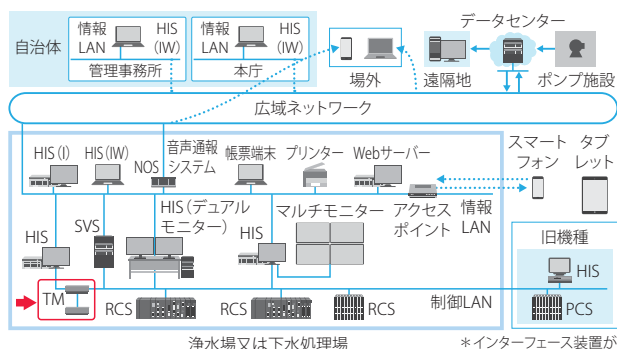 自治体
情報
LAN
HIS
(IW)
管理事務所
情報
LAN
HIS
(IW)
本庁
場外
データセンター
遠隔地
ポンプ施設
広域ネットワーク
HIS(I)
HIS(IW)
NOS
音声通報
システム
帳票端末
プリンター
Webサーバー
スマート
フォン
タブ
レット
HIS
SVS
HIS(デュアル
モニター)
HIS
マルチモニター
アクセス
ポイント
情報
LAN
旧機種
HIS
PCS
TM
RCS
RCS
RCS
制御LAN
浄水場又は下水処理場
*インターフェース装置が